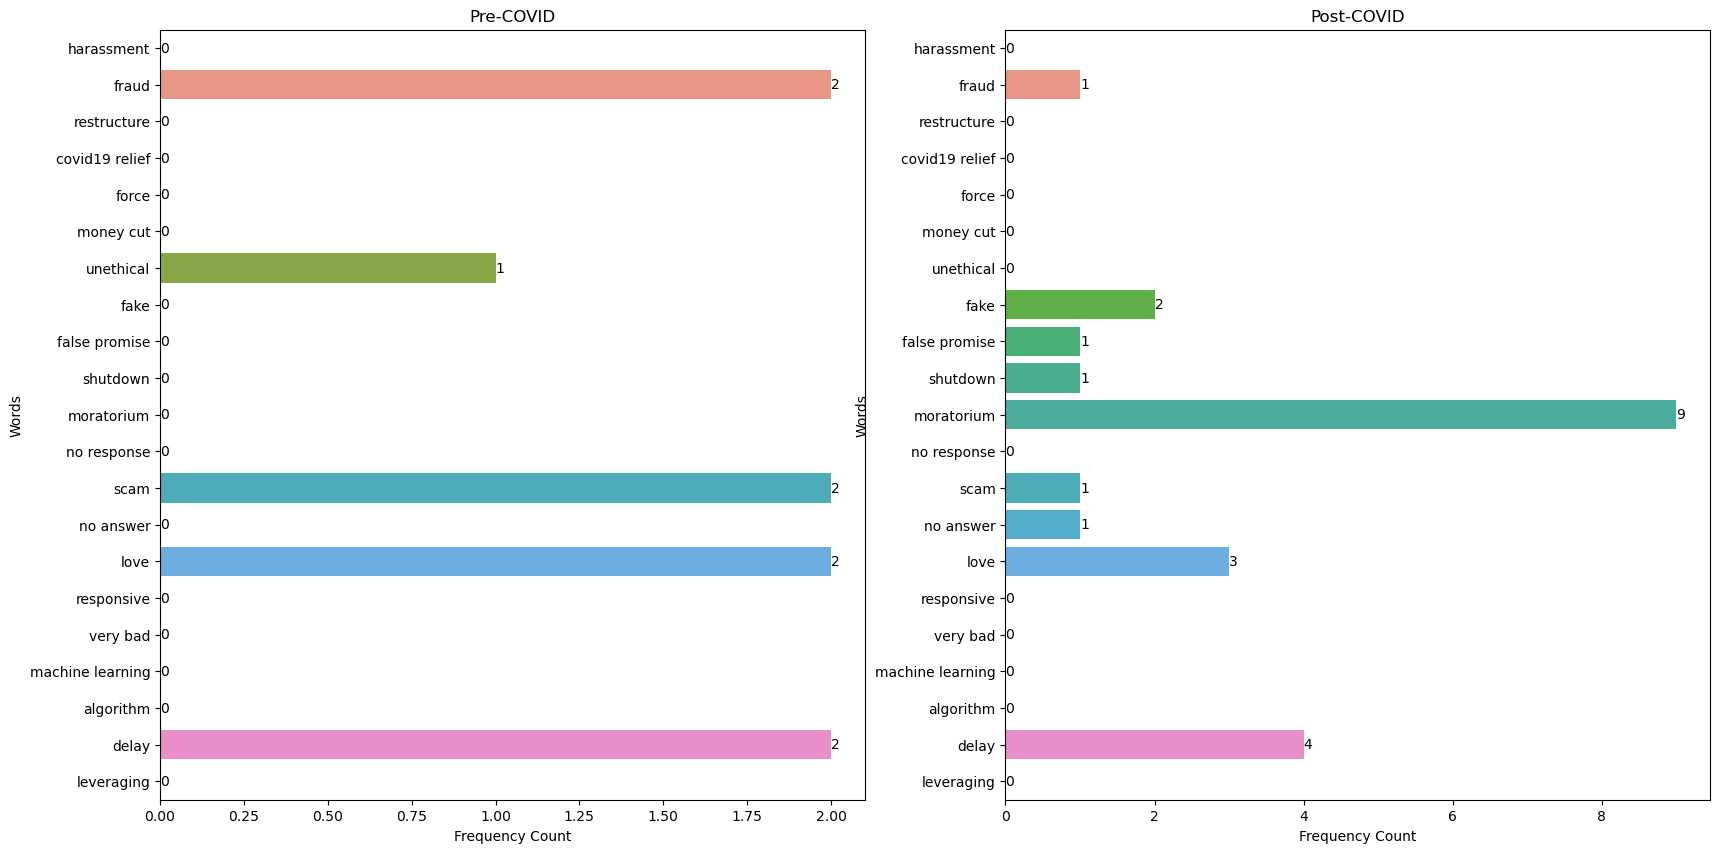 Pre-COVID
Words
harassment 0
fraud 2
restructure 0
covid19 relief 0
force 0
money cut 0
unethical 1
fake 0
false promise 0
shutdown 0
moratorium 0
no response 0
scam 2
no answer 0
love 2
responsive 0
very bad 0
machine learning 0
algorithm 0
delay 2
leveraging 0
0.00 0.25 0.50 0.75 1.00 1.25 1.50 1.75 2.00
Frequency Count
Post-COVID
Words
harassment 0
fraud 1
restructure 0
covid19 relief 0
force 0
money cut 0
unethical 0
fake 2
false promise 1
shutdown 1
moratorium 9
no response 0
scam 1
no answer 1
love 3
responsive 0
very bad 0
machine learning 0
algorithm 0
delay 4
leveraging 0
0 2 4 6 8
Frequency Count